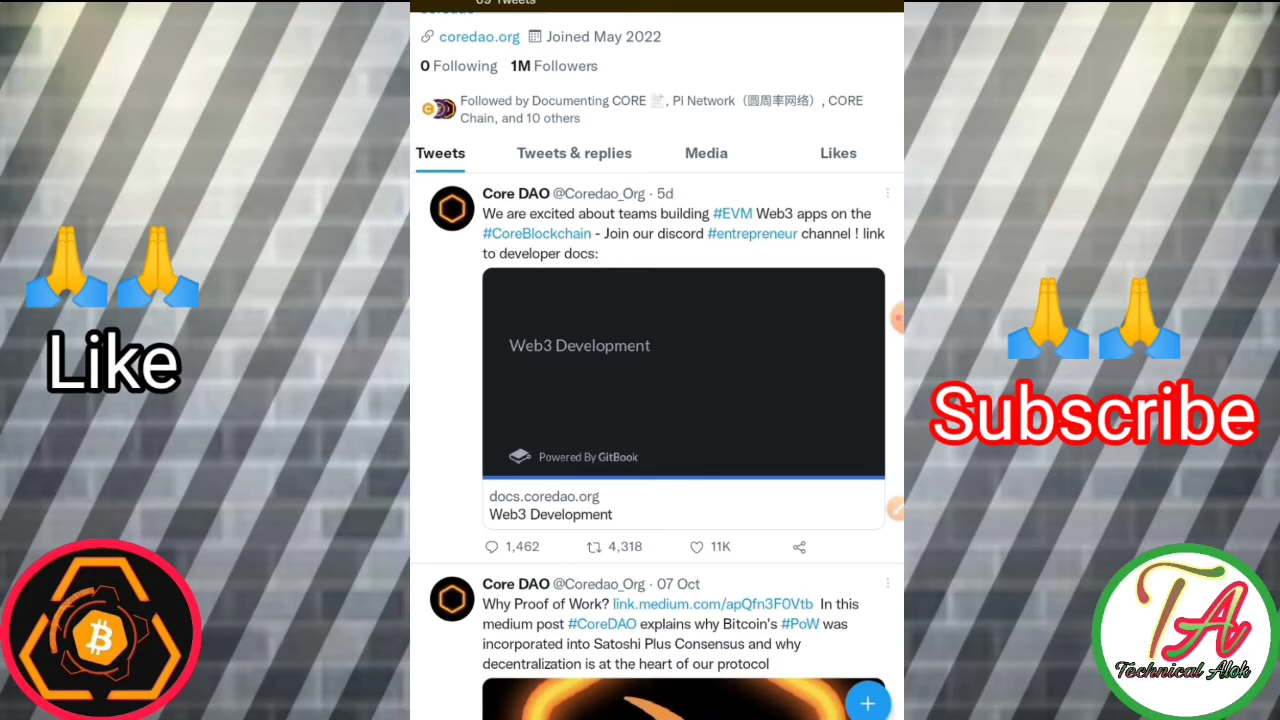 69 Tweets
coredao.org Joined May 2022
0 Following 1M Followers
Followed by Documenting CORE 📄, Pi Network（圆周率网络）, CORE
Chain, and 10 others
Tweets Tweets & replies Media Likes
Core DAO @Coredao_Org · 5d
We are excited about teams building #EVM Web3 apps on the
#CoreBlockchain - Join our discord #entrepreneur channel ! link
to developer docs:
Web3 Development
Powered By GitBook
docs.coredao.org
Web3 Development
1,462 4,318 11K
Core DAO @Coredao_Org · 07 Oct
Why Proof of Work? link.medium.com/apQfn3F0Vtb In this
medium post #CoreDAO explains why Bitcoin's #PoW was
incorporated into Satoshi Plus Consensus and why
decentralization is at the heart of our protocol
Like
Subscribe
TA
Technical Alok